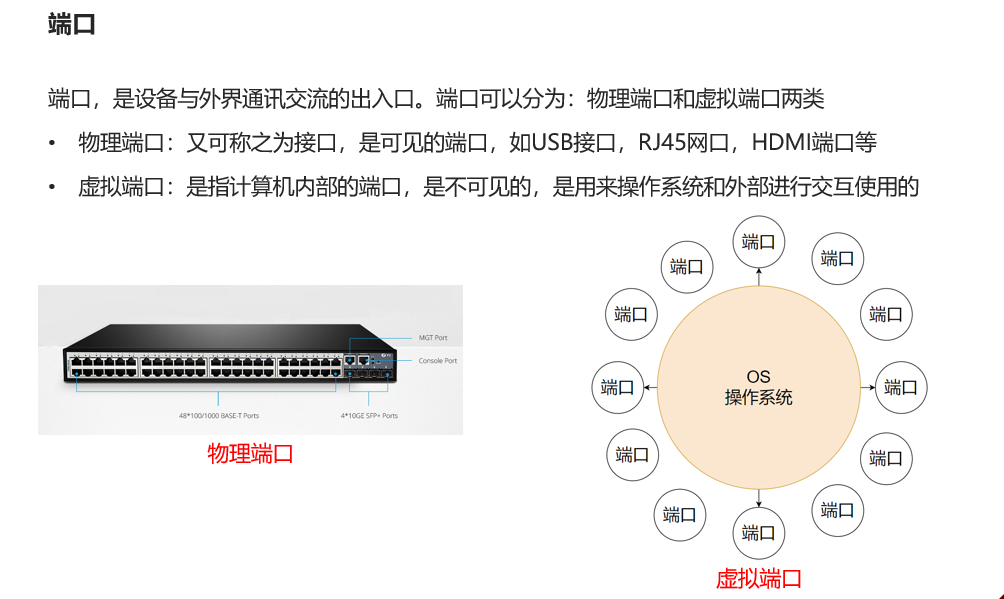 端口
端口，是设备与外界通讯交流的出入口。端口可以分为：物理端口和虚拟端口两类
• 物理端口：又可称之为接口，是可见的端口，如USB接口，RJ45网口，HDMI端口等
• 虚拟端口：是指计算机内部的端口，是不可见的，是用来操作系统和外部进行交互使用的
MGT Port
Console Port
48*100/1000 BASE-T Ports
4*10GE SFP+ Ports
物理端口
端口
端口
端口
端口
端口
端口
端口
端口
端口
端口
端口
端口
OS
操作系统
虚拟端口